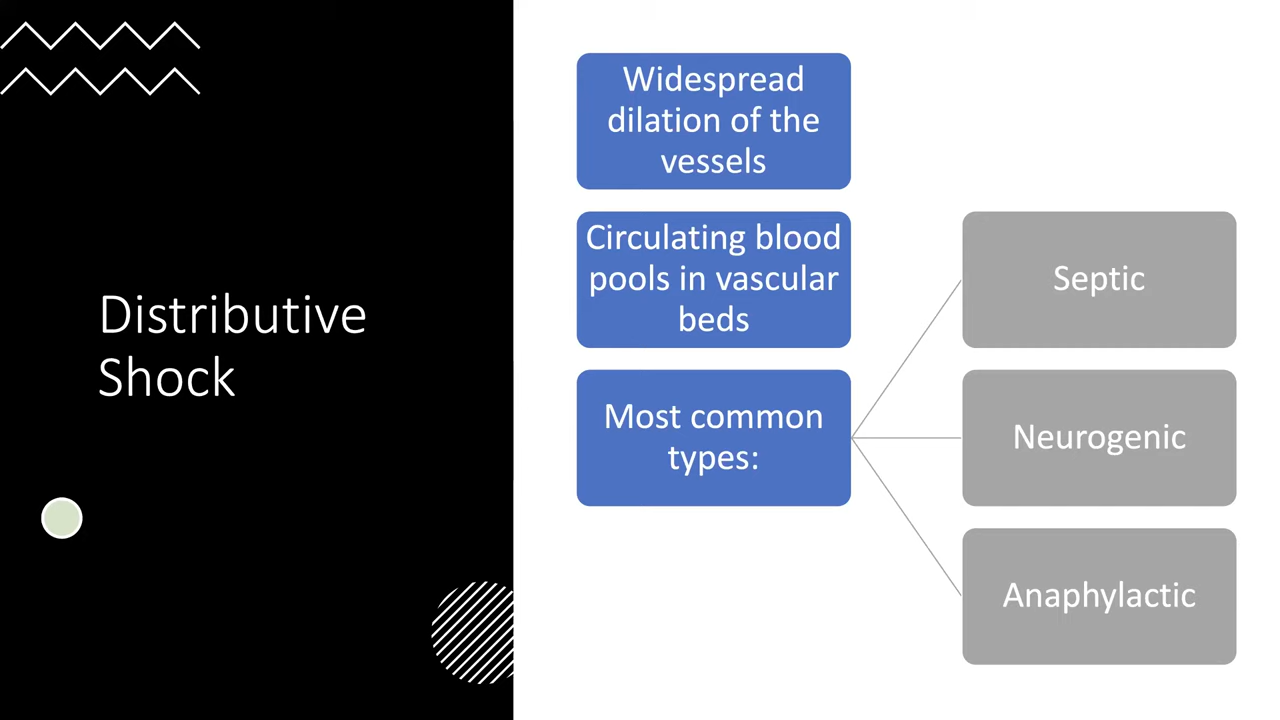 Distributive
Shock
Widespread
dilation of the
vessels
Circulating blood
pools in vascular
beds
Most common
types:
Septic
Neurogenic
Anaphylactic